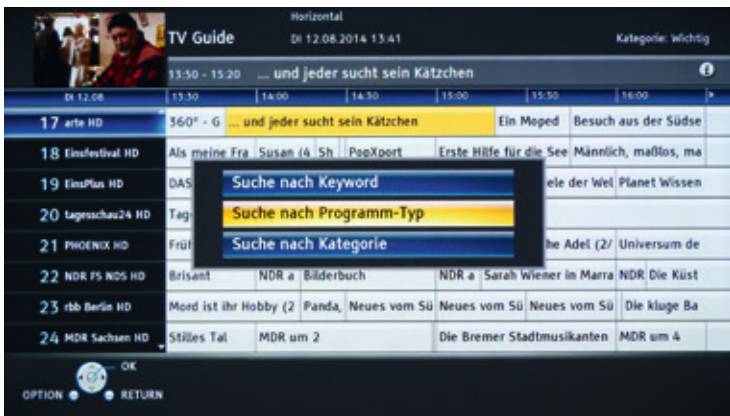 Horizontal
TV Guide DI 12.08.2014 13:41 Kategorie: Wichtig
13:50 - 15:20 ... und jeder sucht sein Kätzchen
DI 12.08 13:30 14:00 14:30 15:00 15:30 16:00
17 arte HD 360° - G ... und jeder sucht sein Kätzchen Ein Moped Besuch aus der Südse
18 Einsfestival HD Als meine Fra Susan (4 Sh PopXport Erste Hilfe für die See Männlich, maßlos, ma
19 EinsPlus HD DAS ele der Wel Planet Wissen
Suche nach Keyword
20 tagesschau24 HD Tag
Suche nach Programm-Typ
21 PHOENIX HD Früh he Adel (2/ Universum de
Suche nach Kategorie
22 NDR FS NDS HD Brisant NDR a Bilderbuch NDR a Sarah Wiener in Marra NDR Die Küst
23 rbb Berlin HD Mord ist ihr Hobby (2 Panda, Neues vom Sü Neues vom Sü Neues vom Sü Die kluge Ba
24 MDR Sachsen HD Stilles Tal MDR um 2 Die Bremer Stadtmusikanten MDR um 4
OK
OPTION RETURN